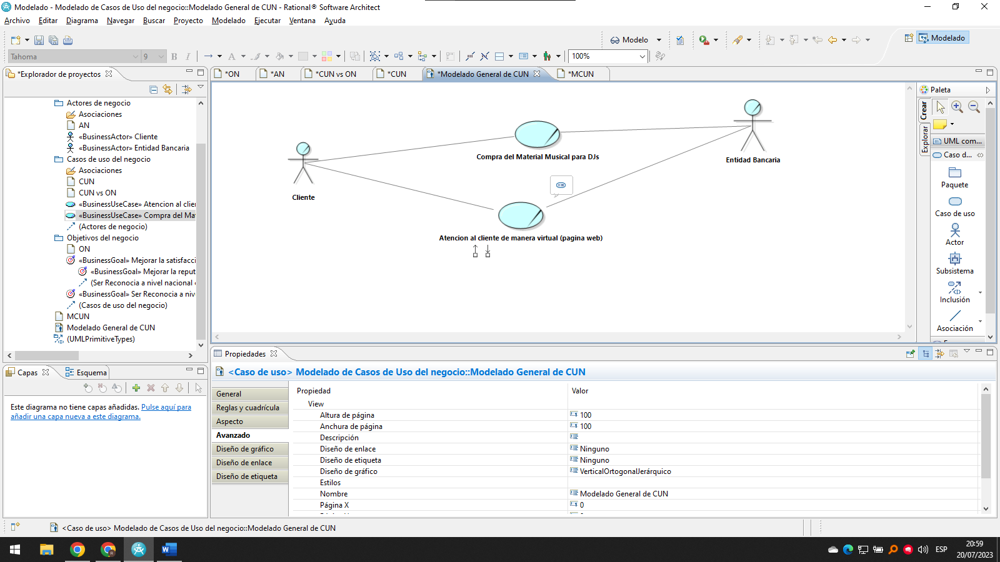 Modelado - Modelado de Casos de Uso del negocio::Modelado General de CUN - Rational® Software Architect
Archivo Editar Diagrama Navegar Buscar Proyecto Modelado Ejecutar Ventana Ayuda
Modelo
Modelado
Tahoma 9 B I A 100%
*Explorador de proyectos
*ON *AN *CUN vs ON *CUN *Modelado General de CUN *MCUN
Actores de negocio
Asociaciones
AN
«BusinessActor» Cliente
«BusinessActor» Entidad Bancaria
Casos de uso del negocio
Asociaciones
CUN
CUN vs ON
«BusinessUseCase» Atencion al clie
«BusinessUseCase» Compra del Ma
(Actores de negocio)
Objetivos del negocio
ON
«BusinessGoal» Mejorar la satisfacci
«BusinessGoal» Mejorar la reput
(Ser Reconocia a nivel nacional
«BusinessGoal» Ser Reconocia a niv
(Casos de uso del negocio)
MCUN
Modelado General de CUN
(UMLPrimitiveTypes)
Compra del Material Musical para DJs
Entidad Bancaria
Cliente
Atencion al cliente de manera virtual (pagina web)
Paleta
Crear
Explorar
UML com...
Caso d...
Paquete
Caso de uso
Actor
Subsistema
Inclusión
Asociación
Capas Esquema
Este diagrama no tiene capas añadidas. Pulse aquí para
añadir una capa nueva a este diagrama.
Propiedades
<Caso de uso> Modelado de Casos de Uso del negocio::Modelado General de CUN
General
Reglas y cuadrícula
Aspecto
Avanzado
Diseño de gráfico
Diseño de enlace
Diseño de etiqueta
Propiedad Valor
View
Altura de página 100
Anchura de página 100
Descripción
Diseño de enlace Ninguno
Diseño de etiqueta Ninguno
Diseño de gráfico VerticalOrtogonalJerárquico
Estilos
Nombre Modelado General de CUN
Página X 0
<Caso de uso> Modelado de Casos de Uso del negocio::Modelado General de CUN
ESP
20:59
20/07/2023